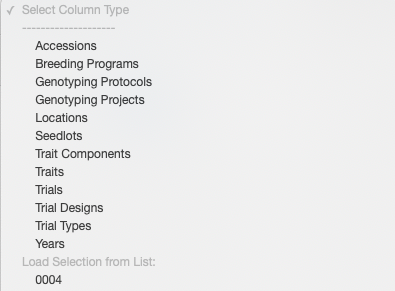 ✓ Select Column Type
--------------------
Accessions
Breeding Programs
Genotyping Protocols
Genotyping Projects
Locations
Seedlots
Trait Components
Traits
Trials
Trial Designs
Trial Types
Years
Load Selection from List:
0004